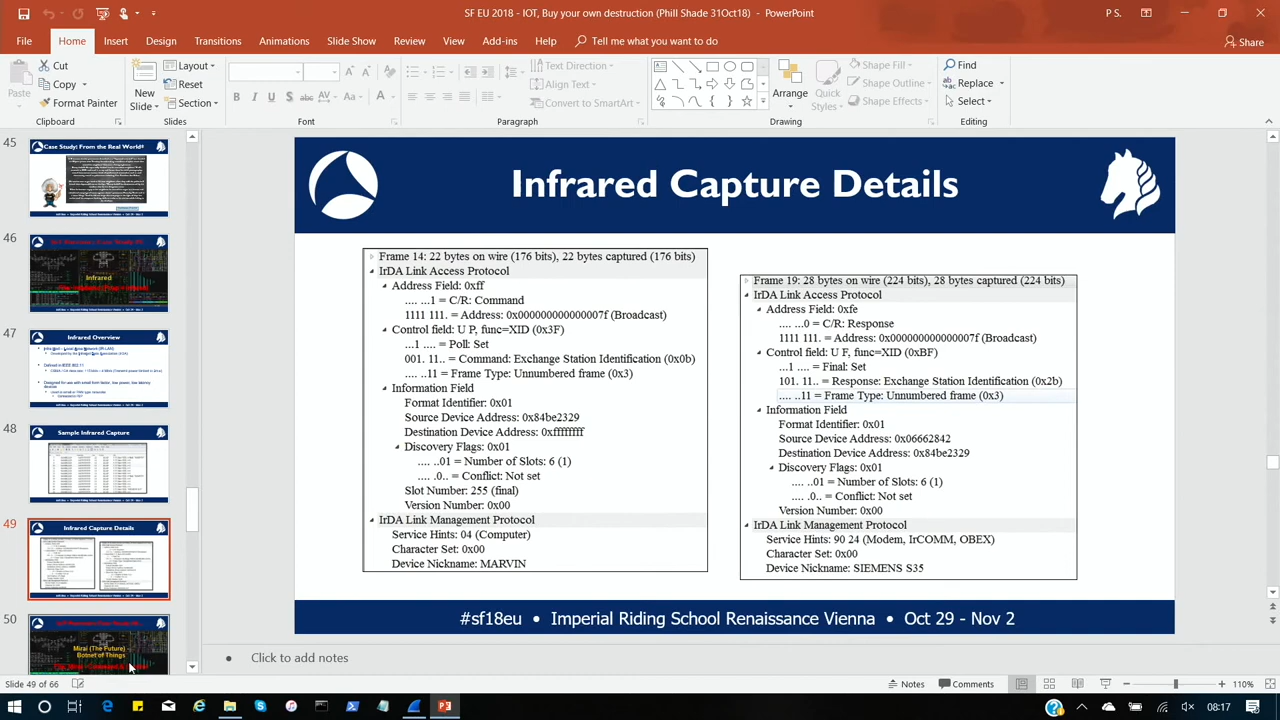 SF EU 2018 - IOT, But Why? (Phill Shade 31Oct18) - PowerPoint
P S.
File Home Insert Design Transitions Animations Slide Show Review View Add-ins Help Tell me what you want to do Share
Paste
Cut
Copy
Format Painter
Clipboard
New
Slide
Layout
Reset
Section
Slides
Font
Paragraph
Text Direction
Align Text
Convert to SmartArt
Arrange
Quick
Styles
Shape Fill
Shape Outline
Shape Effects
Drawing
Find
Replace
Select
Editing
45
Case Study: From the Real World
46
Infrared
47
Infrared Overview
48
Sample Infrared Capture
49
Infrared Capture Details
50
Mirai (The Future)
Botnet of Things
Infrared Capture Details
Frame 14: 22 bytes on wire (176 bits), 22 bytes captured (176 bits)
IrDA Link Access Protocol
Address Field: 0xff
.... ...1 = C/R: Command
1111 111. = Address: 0x000000000000007f (Broadcast)
Control field: U P, func=XID (0x3F)
...1 .... = Poll: Set
001. 11.. = Command: Exchange Station Identification (0x0b)
.... ..11 = Frame Type: Unnumbered frame (0x3)
Information Field
Format Identifier: 0x01
Source Device Address: 0x84be2329
Destination Device Address: 0xffffffff
Discovery Flags: 0x01
.... ..01 = Number of Slots: 6 (1)
.... .0.. = Conflict: Not set
Slot Number: 255 (final)
Version Number: 0x00
IrDA Link Management Protocol
Service Hints: 04 (Computer)
Character Set: 0x00
Device Nickname: MARVIN
Frame 19: 28 bytes on wire (224 bits), 28 bytes captured (224 bits)
IrDA Link Access Protocol
Address Field: 0xfe
.... ...0 = C/R: Response
1111 111. = Address: 0x000000000000007f (Broadcast)
Control field: U F, func=XID (0xBF)
...1 .... = Final: Set
101. 11.. = Response: Exchange Station Identification (0x2b)
.... ..11 = Frame Type: Unnumbered frame (0x3)
Information Field
Format Identifier: 0x01
Source Device Address: 0x06662842
Destination Device Address: 0x84be2329
Discovery Flags: 0x01
.... ..01 = Number of Slots: 6 (1)
.... .0.. = Conflict: Not set
Version Number: 0x00
IrDA Link Management Protocol
Service Hints: 90 24 (Modem, IrCOMM, OBEX)
Character Set: 0x00
Device Nickname: SIEMENS S35
#sf18eu • Imperial Riding School Renaissance Vienna • Oct 29 - Nov 2
Click to add notes
Slide 49 of 66
Notes Comments 110%
08:17